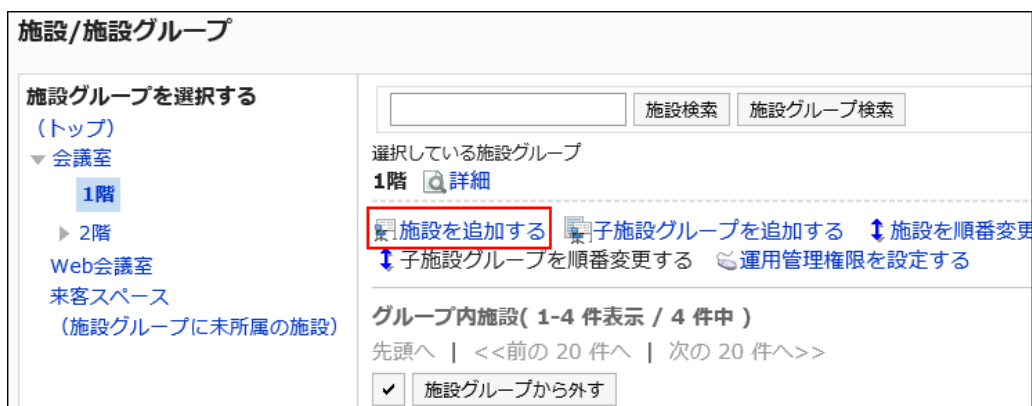 施設/施設グループ
施設グループを選択する
（トップ）
会議室
1階
2階
Web会議室
来客スペース
（施設グループに未所属の施設）
施設検索 施設グループ検索
選択している施設グループ
1階 詳細
施設を追加する 子施設グループを追加する 施設を順番変更
子施設グループを順番変更する 運用管理権限を設定する
グループ内施設( 1-4 件表示 / 4 件中 )
先頭へ | <<前の 20 件へ | 次の 20 件へ>>
施設グループから外す